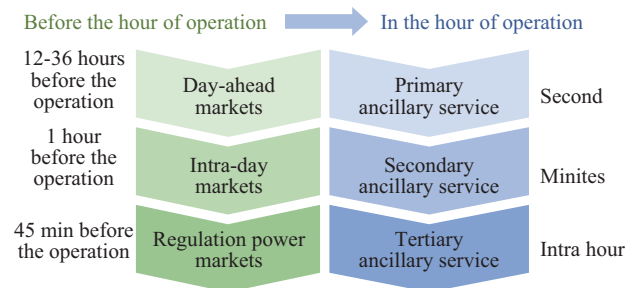 Before the hour of operation
In the hour of operation
12-36 hours
before the
operation
Day-ahead
markets
Primary
ancillary service
Second
1 hour
before the
operation
Intra-day
markets
Secondary
ancillary service
Minites
45 min before
the operation
Regulation power
markets
Tertiary
ancillary service
Intra hour